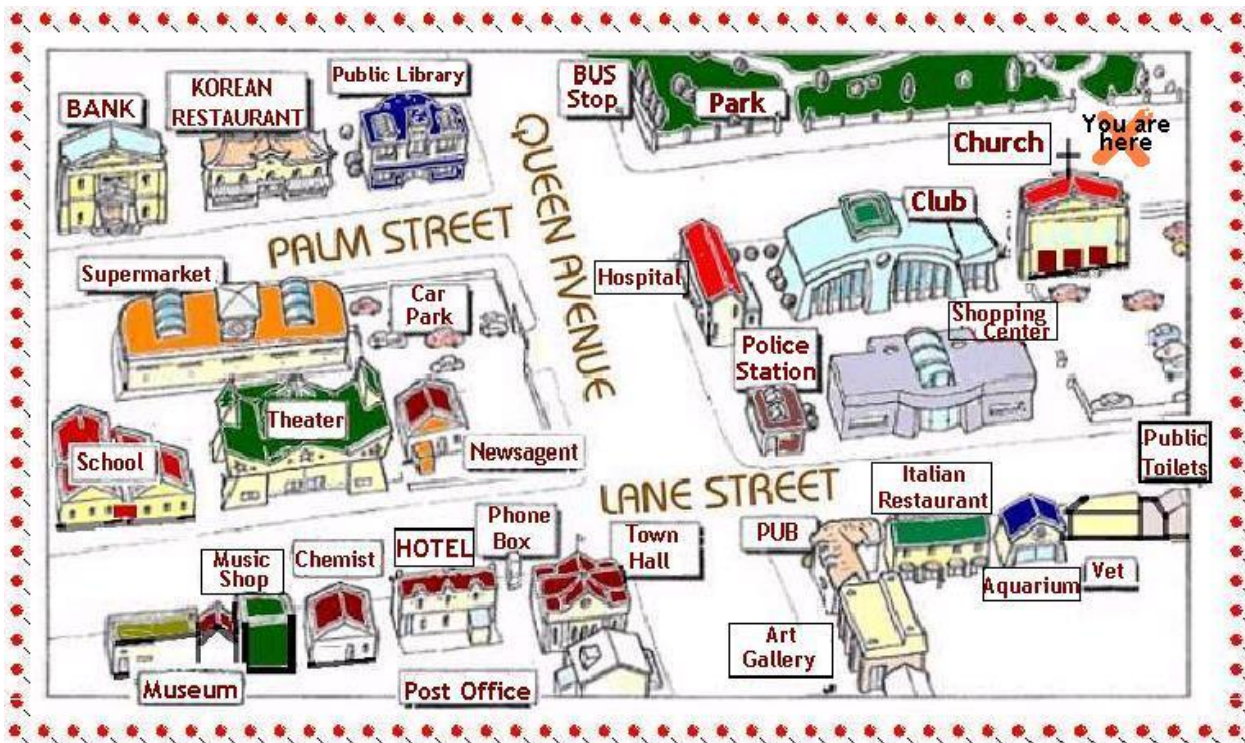 BANK
KOREAN
RESTAURANT
Public Library
QUEEN AVENUE
BUS
Stop
Park
You are
here
Church
Club
PALM STREET
Supermarket
Car
Park
Hospital
Shopping
Center
Police
Station
Theater
School
Newsagent
Public
Toilets
LANE STREET
Italian
Restaurant
Phone
Box
PUB
Town
Hall
Music
Shop
Chemist
HOTEL
Aquarium
Vet
Art
Gallery
Museum
Post Office